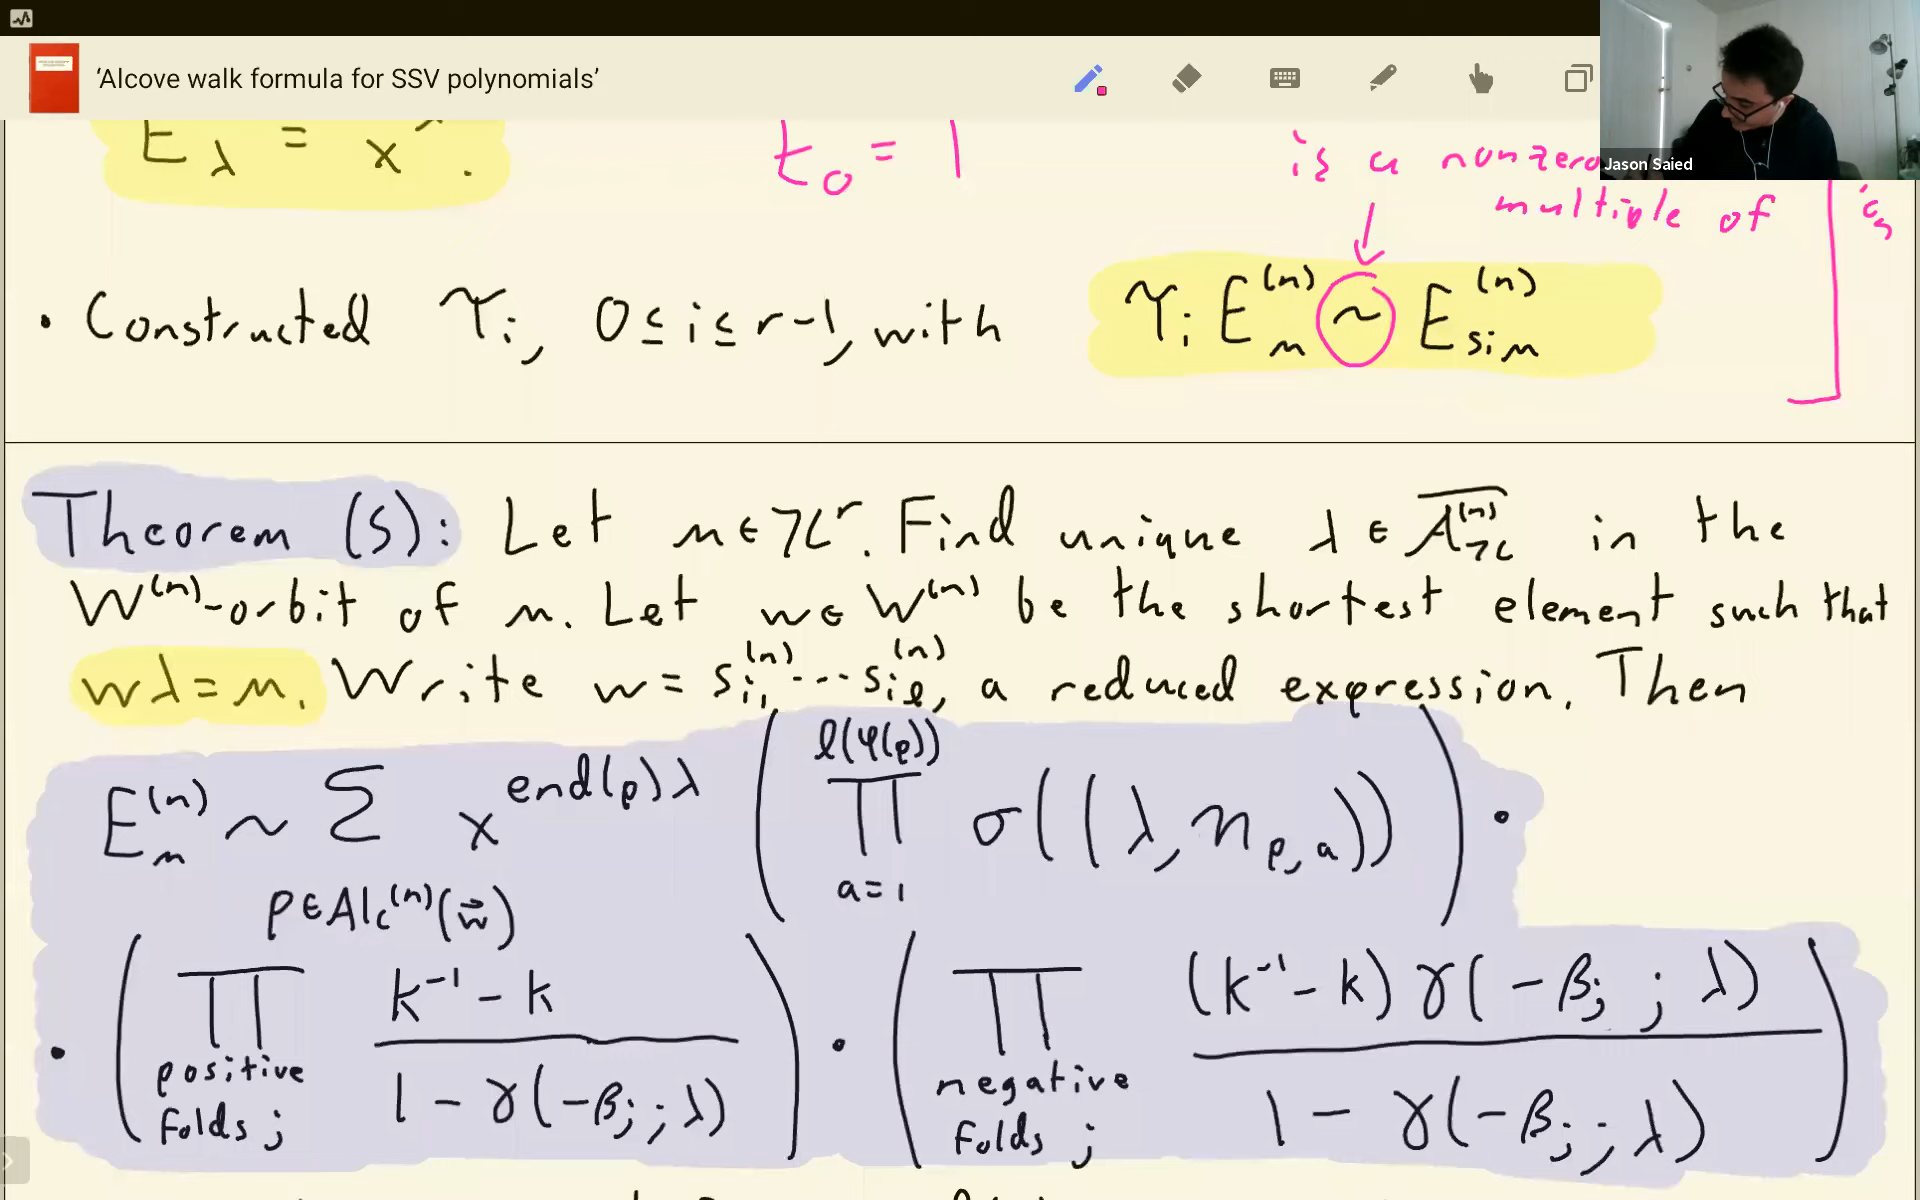 ‘Alcove walk formula for SSV polynomials’
Jason Saied
E_λ = x^λ.
t_0 = 1
is a nonzero
multiple of
• Constructed Υ_i, 0 ≤ i ≤ r-1, with
Υ_i E_μ^(n) ~ E_{s_i μ}^(n)
Theorem (S): Let μ ∈ ℤ^r. Find unique λ ∈ \overline{A}_ℤ^(n) in the
W^(n)-orbit of μ. Let w ∈ W^(n) be the shortest element such that
wλ = μ. Write w = s_{i_1}^(n) ... s_{i_ℓ}^(n), a reduced expression. Then
E_μ^(n) ~ Σ_{p ∈ Alc^(n)(\vec{w})} x^{end(p)λ} ( ∏_{a=1}^{ℓ(φ(p))} σ((λ, η_{p,a})) ) ·
· ( ∏_{positive folds j} (k^{-1} - k) / (1 - γ(-β_j ; λ)) ) · ( ∏_{negative folds j} (k^{-1} - k) γ(-β_j ; λ) / (1 - γ(-β_j ; λ)) )